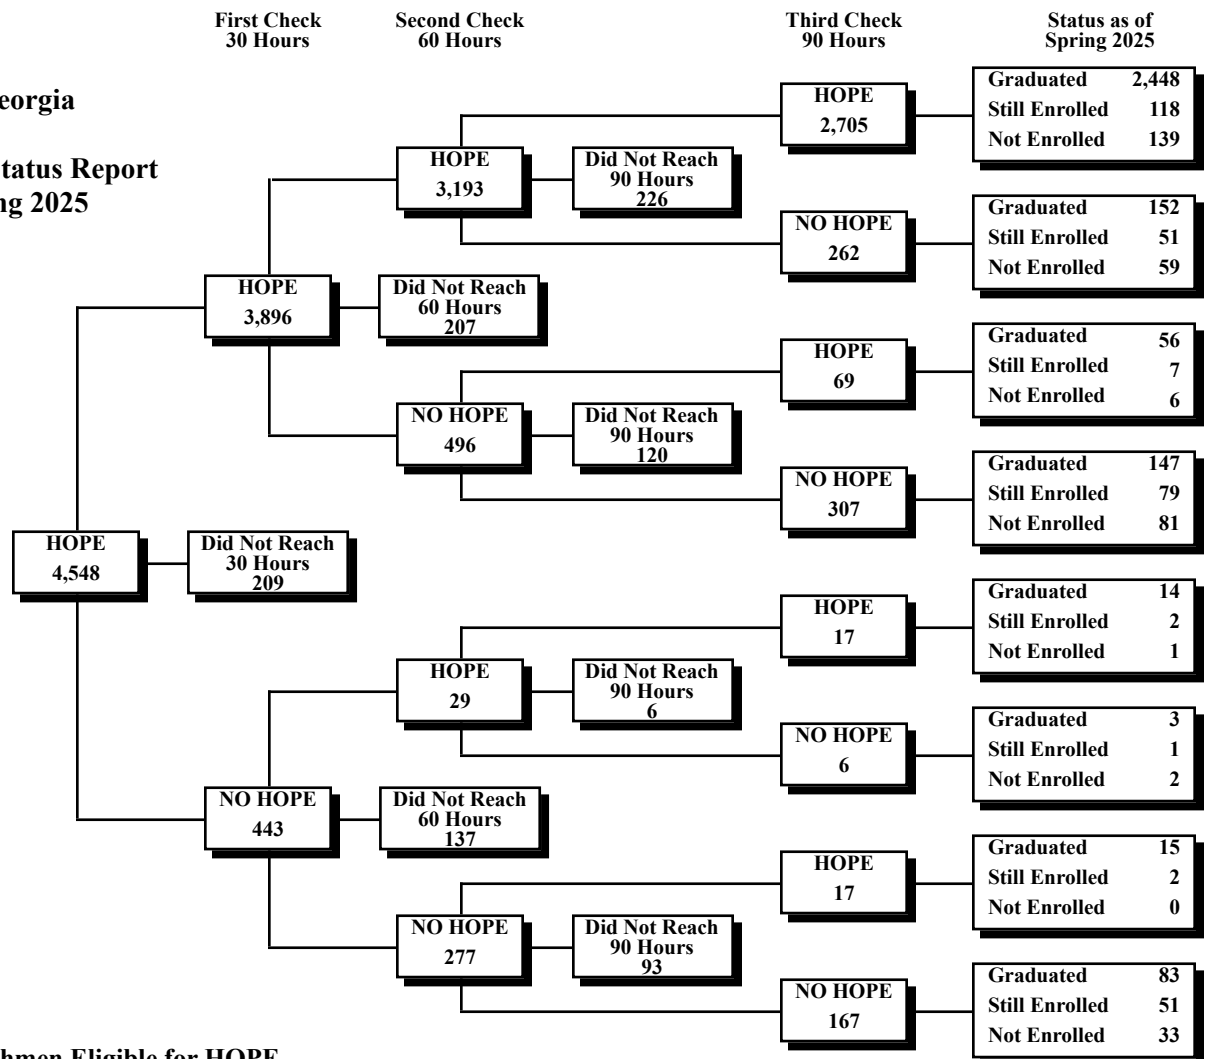 First Check
30 Hours
Second Check
60 Hours
Third Check
90 Hours
Status as of
Spring 2025
eorgia
tatus Report
ng 2025
HOPE
4,548
Did Not Reach
30 Hours
209
HOPE
3,896
Did Not Reach
60 Hours
207
NO HOPE
443
Did Not Reach
60 Hours
137
HOPE
3,193
Did Not Reach
90 Hours
226
NO HOPE
496
Did Not Reach
90 Hours
120
HOPE
29
Did Not Reach
90 Hours
6
NO HOPE
277
Did Not Reach
90 Hours
93
HOPE
2,705
Graduated 2,448
Still Enrolled 118
Not Enrolled 139
NO HOPE
262
Graduated 152
Still Enrolled 51
Not Enrolled 59
HOPE
69
Graduated 56
Still Enrolled 7
Not Enrolled 6
NO HOPE
307
Graduated 147
Still Enrolled 79
Not Enrolled 81
HOPE
17
Graduated 14
Still Enrolled 2
Not Enrolled 1
NO HOPE
6
Graduated 3
Still Enrolled 1
Not Enrolled 2
HOPE
17
Graduated 15
Still Enrolled 2
Not Enrolled 0
NO HOPE
167
Graduated 83
Still Enrolled 51
Not Enrolled 33
hmen Eligible for HOPE